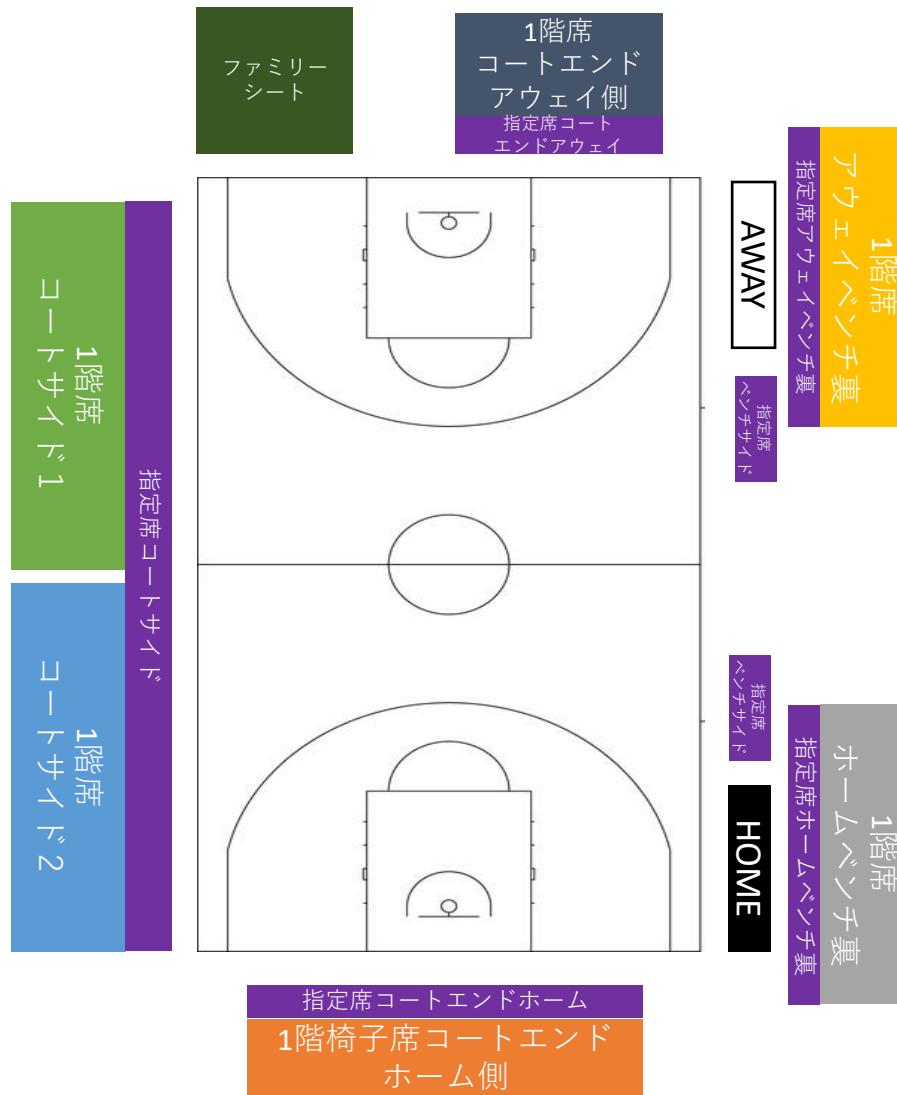 ファミリー
シート
1階席
コートエンド
アウェイ側
指定席コート
エンドアウェイ
1階席
アウェイベンチ裏
指定席アウェイベンチ裏
AWAY
指定席
ベンチサイド
1階席
コートサイド1
指定席コートサイド
1階席
コートサイド2
指定席
ベンチサイド
HOME
指定席ホームベンチ裏
1階席
ホームベンチ裏
指定席コートエンドホーム
1階椅子席コートエンド
ホーム側